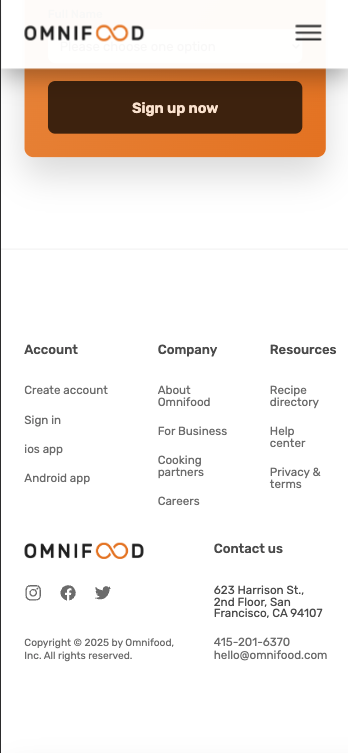 Full Name
OMNIFOOD
Please choose one option
Sign up now
Account
Company
Resources
Create account
Sign in
ios app
Android app
About
Omnifood
For Business
Cooking
partners
Careers
Recipe
directory
Help
center
Privacy &
terms
OMNIFOOD
Copyright © 2025 by Omnifood,
Inc. All rights reserved.
Contact us
623 Harrison St.,
2nd Floor, San
Francisco, CA 94107
415-201-6370
hello@omnifood.com